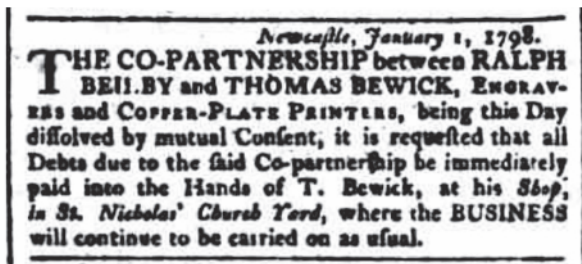 Newcaſtle, January 1, 1798.
THE CO-PARTNERSHIP between RALPH
BEILBY and THOMAS BEWICK, ENGRAV-
ERS and COPPER-PLATE PRINTERS, being this Day
diſſolved by mutual Conſent, it is requeſted that all
Debts due to the ſaid Co-partnerſhip be immediately
paid into the Hands of T. Bewick, at his Shop,
in St. Nicholas' Church Yard, where the BUSINESS
will continue to be carried on as uſual.